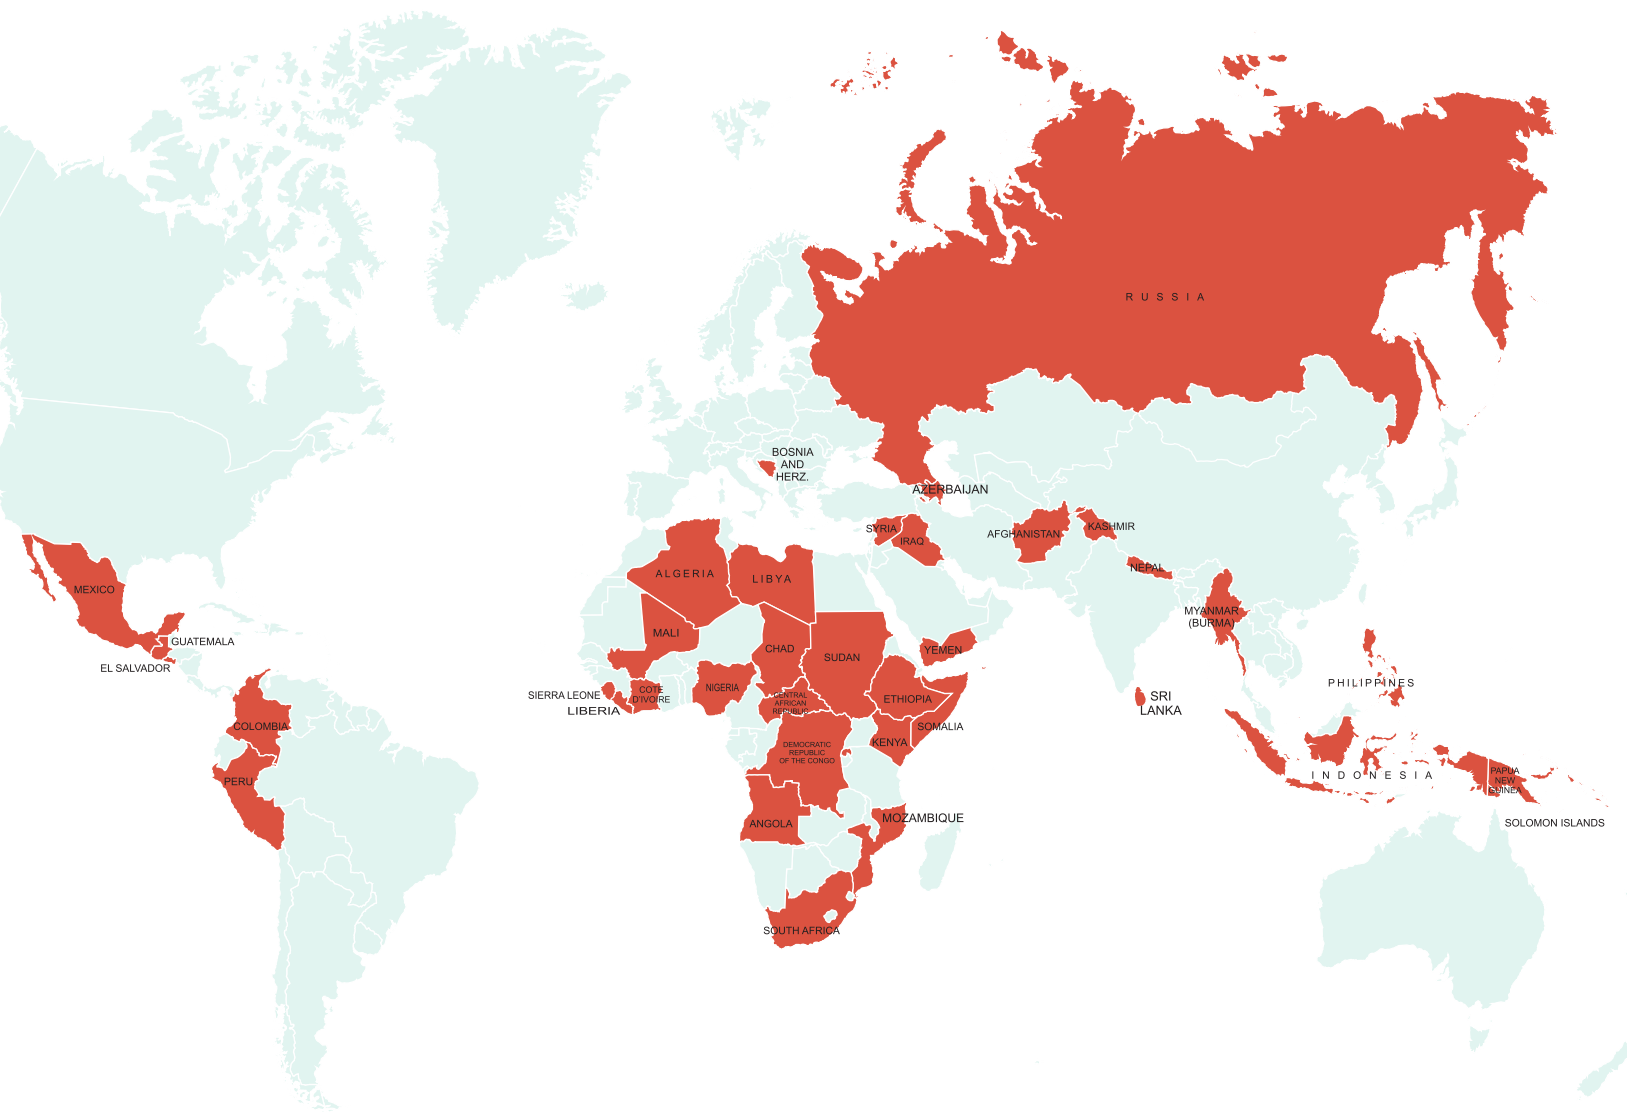 RUSSIA
BOSNIA
AND
HERZ.
AZERBAIJAN
SYRIA
IRAQ
AFGHANISTAN
KASHMIR
NEPAL
MEXICO
GUATEMALA
EL SALVADOR
ALGERIA
LIBYA
MALI
CHAD
SUDAN
YEMEN
MYANMAR
(BURMA)
SIERRA LEONE
LIBERIA
COTE
D'IVOIRE
NIGERIA
CENTRAL
AFRICAN
REPUBLIC
ETHIOPIA
SOMALIA
KENYA
SRI
LANKA
PHILIPPINES
COLOMBIA
PERU
DEMOCRATIC
REPUBLIC
OF THE CONGO
ANGOLA
MOZAMBIQUE
SOUTH AFRICA
INDONESIA
PAPUA
NEW
GUINEA
SOLOMON ISLANDS